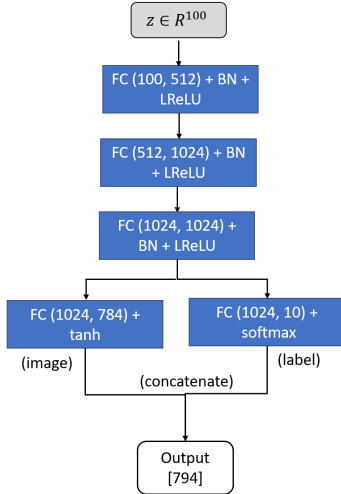 z ∈ R¹⁰⁰
FC (100, 512) + BN +
LReLU
FC (512, 1024) + BN
+ LReLU
FC (1024, 1024) +
BN + LReLU
FC (1024, 784) +
tanh
FC (1024, 10) +
softmax
(image)
(label)
(concatenate)
Output
[794]